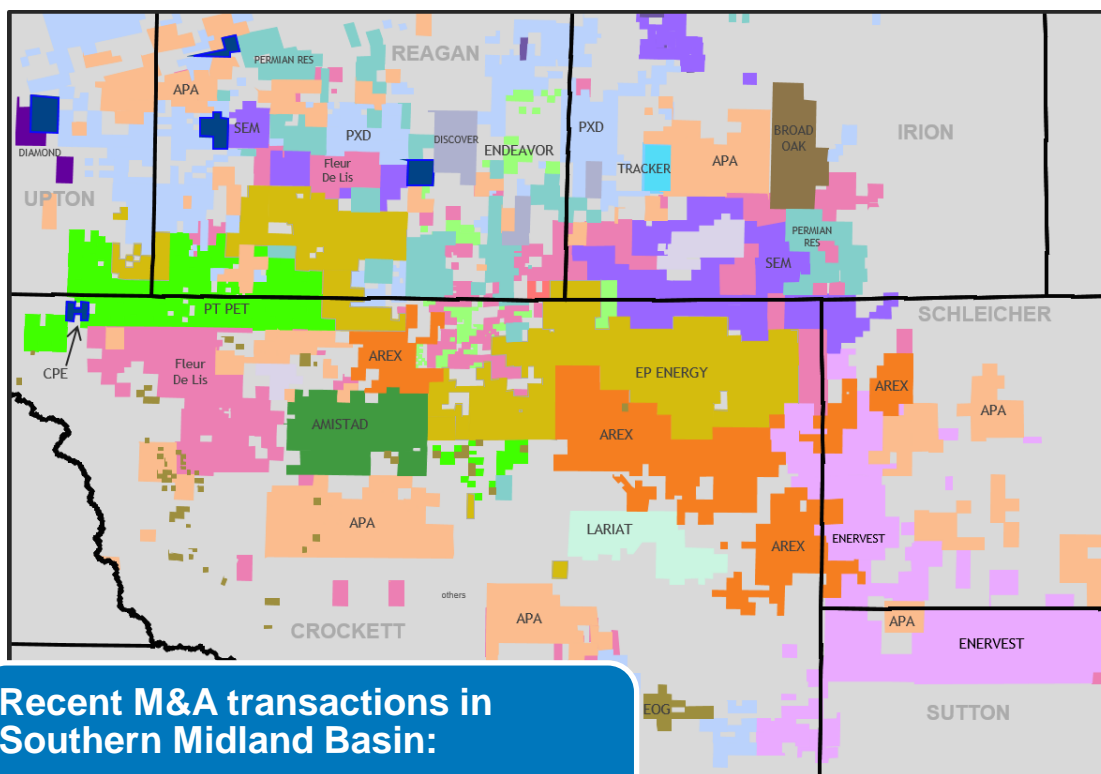 REAGAN
PERMIAN RES
APA
SEM
PXD
DISCOVER
ENDEAVOR
PXD
BROAD
OAK
IRION
DIAMOND
Fleur
De Lis
TRACKER
APA
UPTON
PERMIAN
RES
SEM
PT PET
SCHLEICHER
CPE
Fleur
De Lis
AREX
EP ENERGY
AREX
APA
AMISTAD
AREX
APA
LARIAT
AREX
ENERVEST
others
CROCKETT
APA
APA
ENERVEST
EOG
SUTTON
Recent M&A transactions in
Southern Midland Basin: